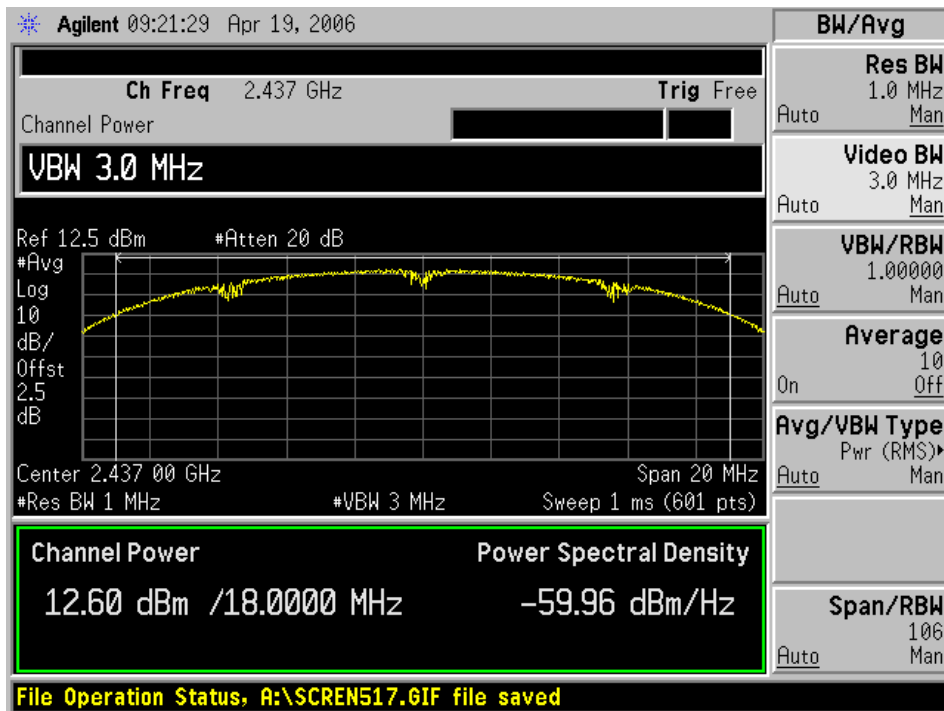 Agilent 09:21:29 Apr 19, 2006
Ch Freq 2.437 GHz Trig Free
Channel Power
VBW 3.0 MHz
Ref 12.5 dBm #Atten 20 dB
#Avg
Log
10
dB/
Offst
2.5
dB
Center 2.437 00 GHz Span 20 MHz
#Res BW 1 MHz #VBW 3 MHz Sweep 1 ms (601 pts)
Channel Power Power Spectral Density
12.60 dBm /18.0000 MHz -59.96 dBm/Hz
File Operation Status, A:\SCREN517.GIF file saved
BW/Avg
Res BW
1.0 MHz
Auto Man
Video BW
3.0 MHz
Auto Man
VBW/RBW
1.00000
Auto Man
Average
10
On Off
Avg/VBW Type
Pwr (RMS)
Auto Man
Span/RBW
106
Auto Man